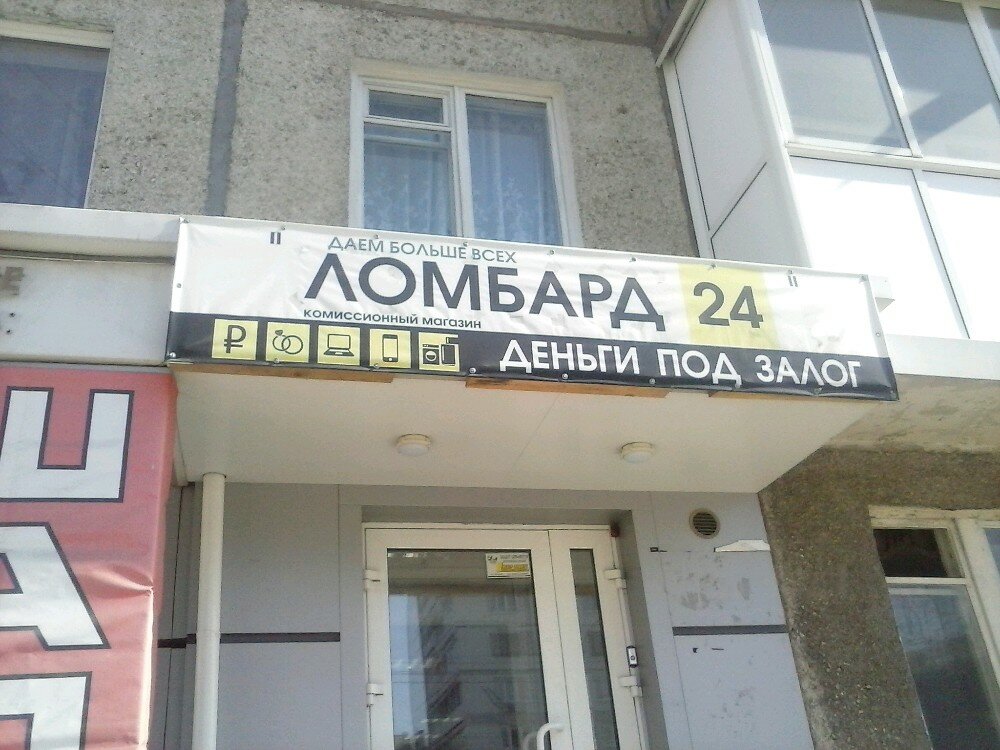 ДАЕМ БОЛЬШЕ ВСЕХ
ЛОМБАРД 24
КОМИССИОННЫЙ МАГАЗИН
ДЕНЬГИ ПОД ЗАЛОГ